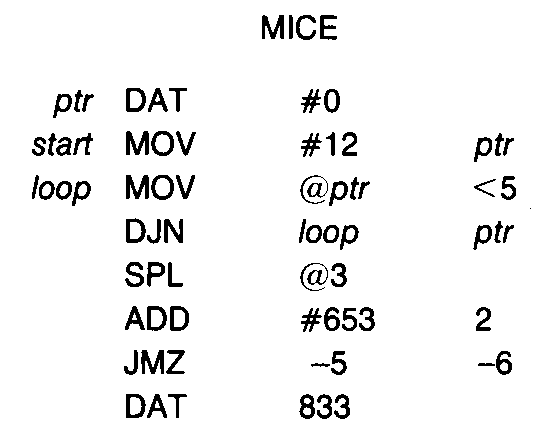 MICE
ptr DAT #0
start MOV #12 ptr
loop MOV @ptr <5
DJN loop ptr
SPL @3
ADD #653 2
JMZ –5 –6
DAT 833